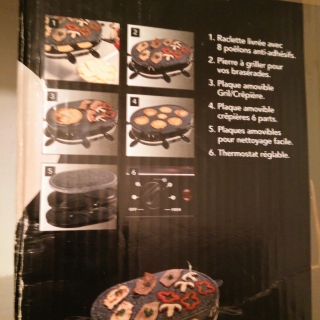 1
2
3
4
5
6
1. Raclette livrée avec
8 poêlons anti-adhésifs.
2. Pierre à griller pour
vos brasérades.
3. Plaque amovible
Gril/Crêpière.
4. Plaque amovible
crêpières 6 parts.
5. Plaques amovibles
pour nettoyage facile.
6. Thermostat réglable.